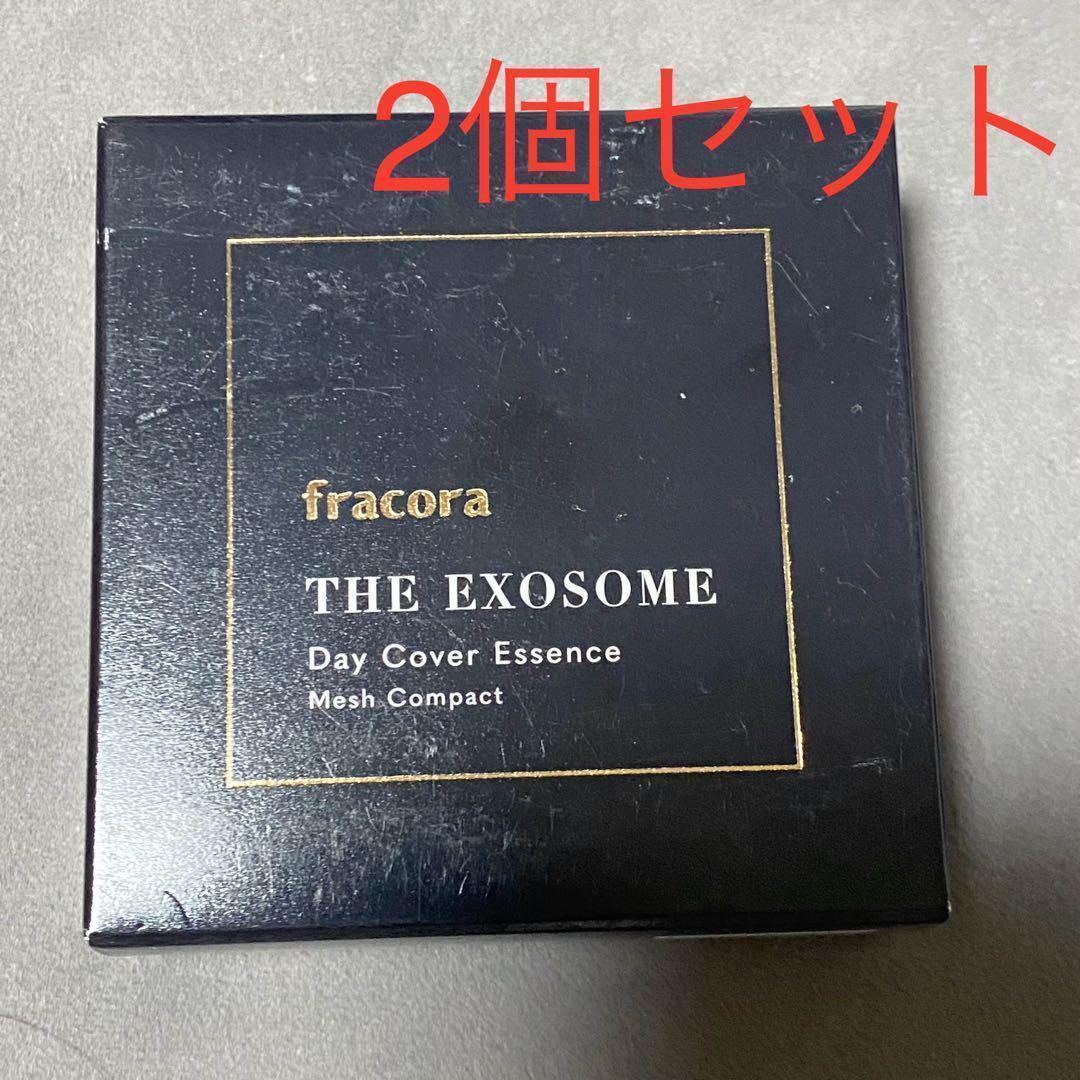 2個セット
fracora
THE EXOSOME
Day Cover Essence
Mesh Compact